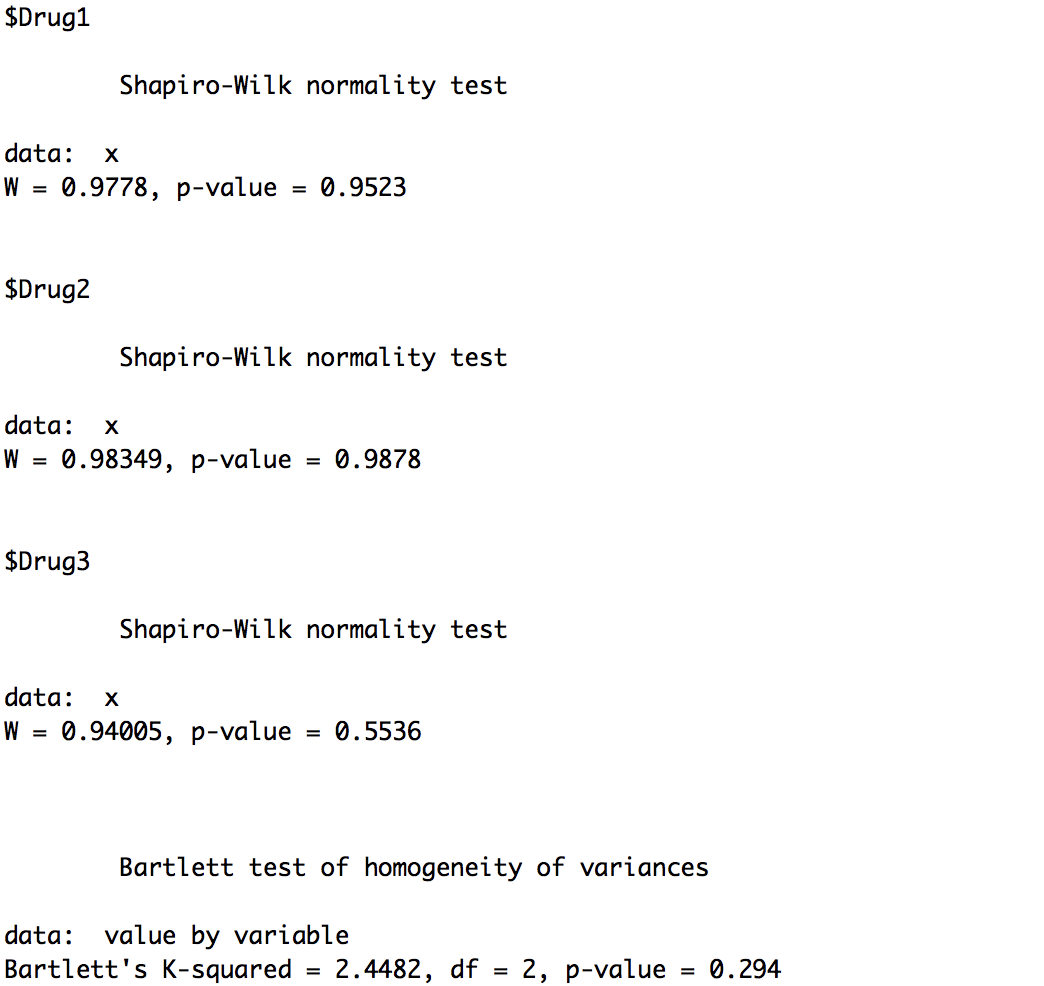 $Drug1
Shapiro-Wilk normality test
data:  x
W = 0.9778, p-value = 0.9523
$Drug2
Shapiro-Wilk normality test
data:  x
W = 0.98349, p-value = 0.9878
$Drug3
Shapiro-Wilk normality test
data:  x
W = 0.94005, p-value = 0.5536
Bartlett test of homogeneity of variances
data:  value by variable
Bartlett's K-squared = 2.4482, df = 2, p-value = 0.294